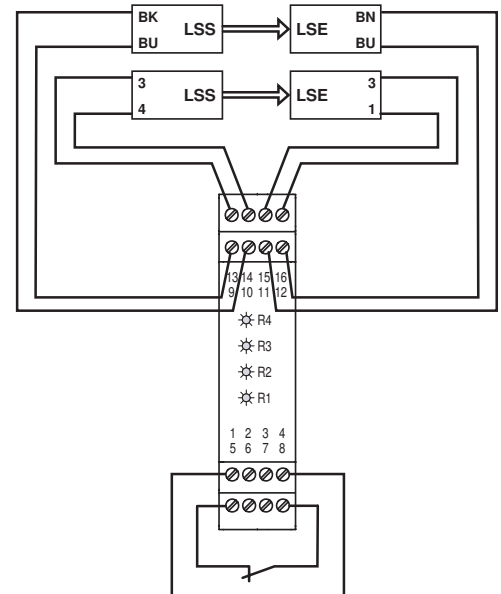 BK LSS LSE BN
BU BU
3 LSS LSE 3
4 1
13 14 15 16
9 10 11 12
R4
R3
R2
R1
1 2 3 4
5 6 7 8